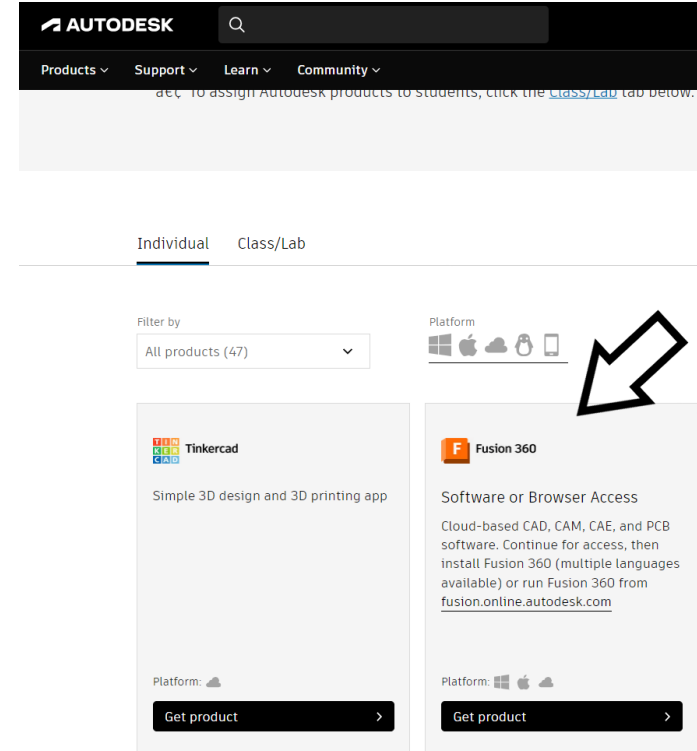 AUTODESK
Products Support Learn Community
â€¢ To assign Autodesk products to students, click the Class/Lab tab below.
Individual Class/Lab
Filter by
All products (47)
Platform
TINKERCAD
Tinkercad
Simple 3D design and 3D printing app
Platform:
Get product
F
Fusion 360
Software or Browser Access
Cloud-based CAD, CAM, CAE, and PCB
software. Continue for access, then
install Fusion 360 (multiple languages
available) or run Fusion 360 from
fusion.online.autodesk.com
Platform:
Get product